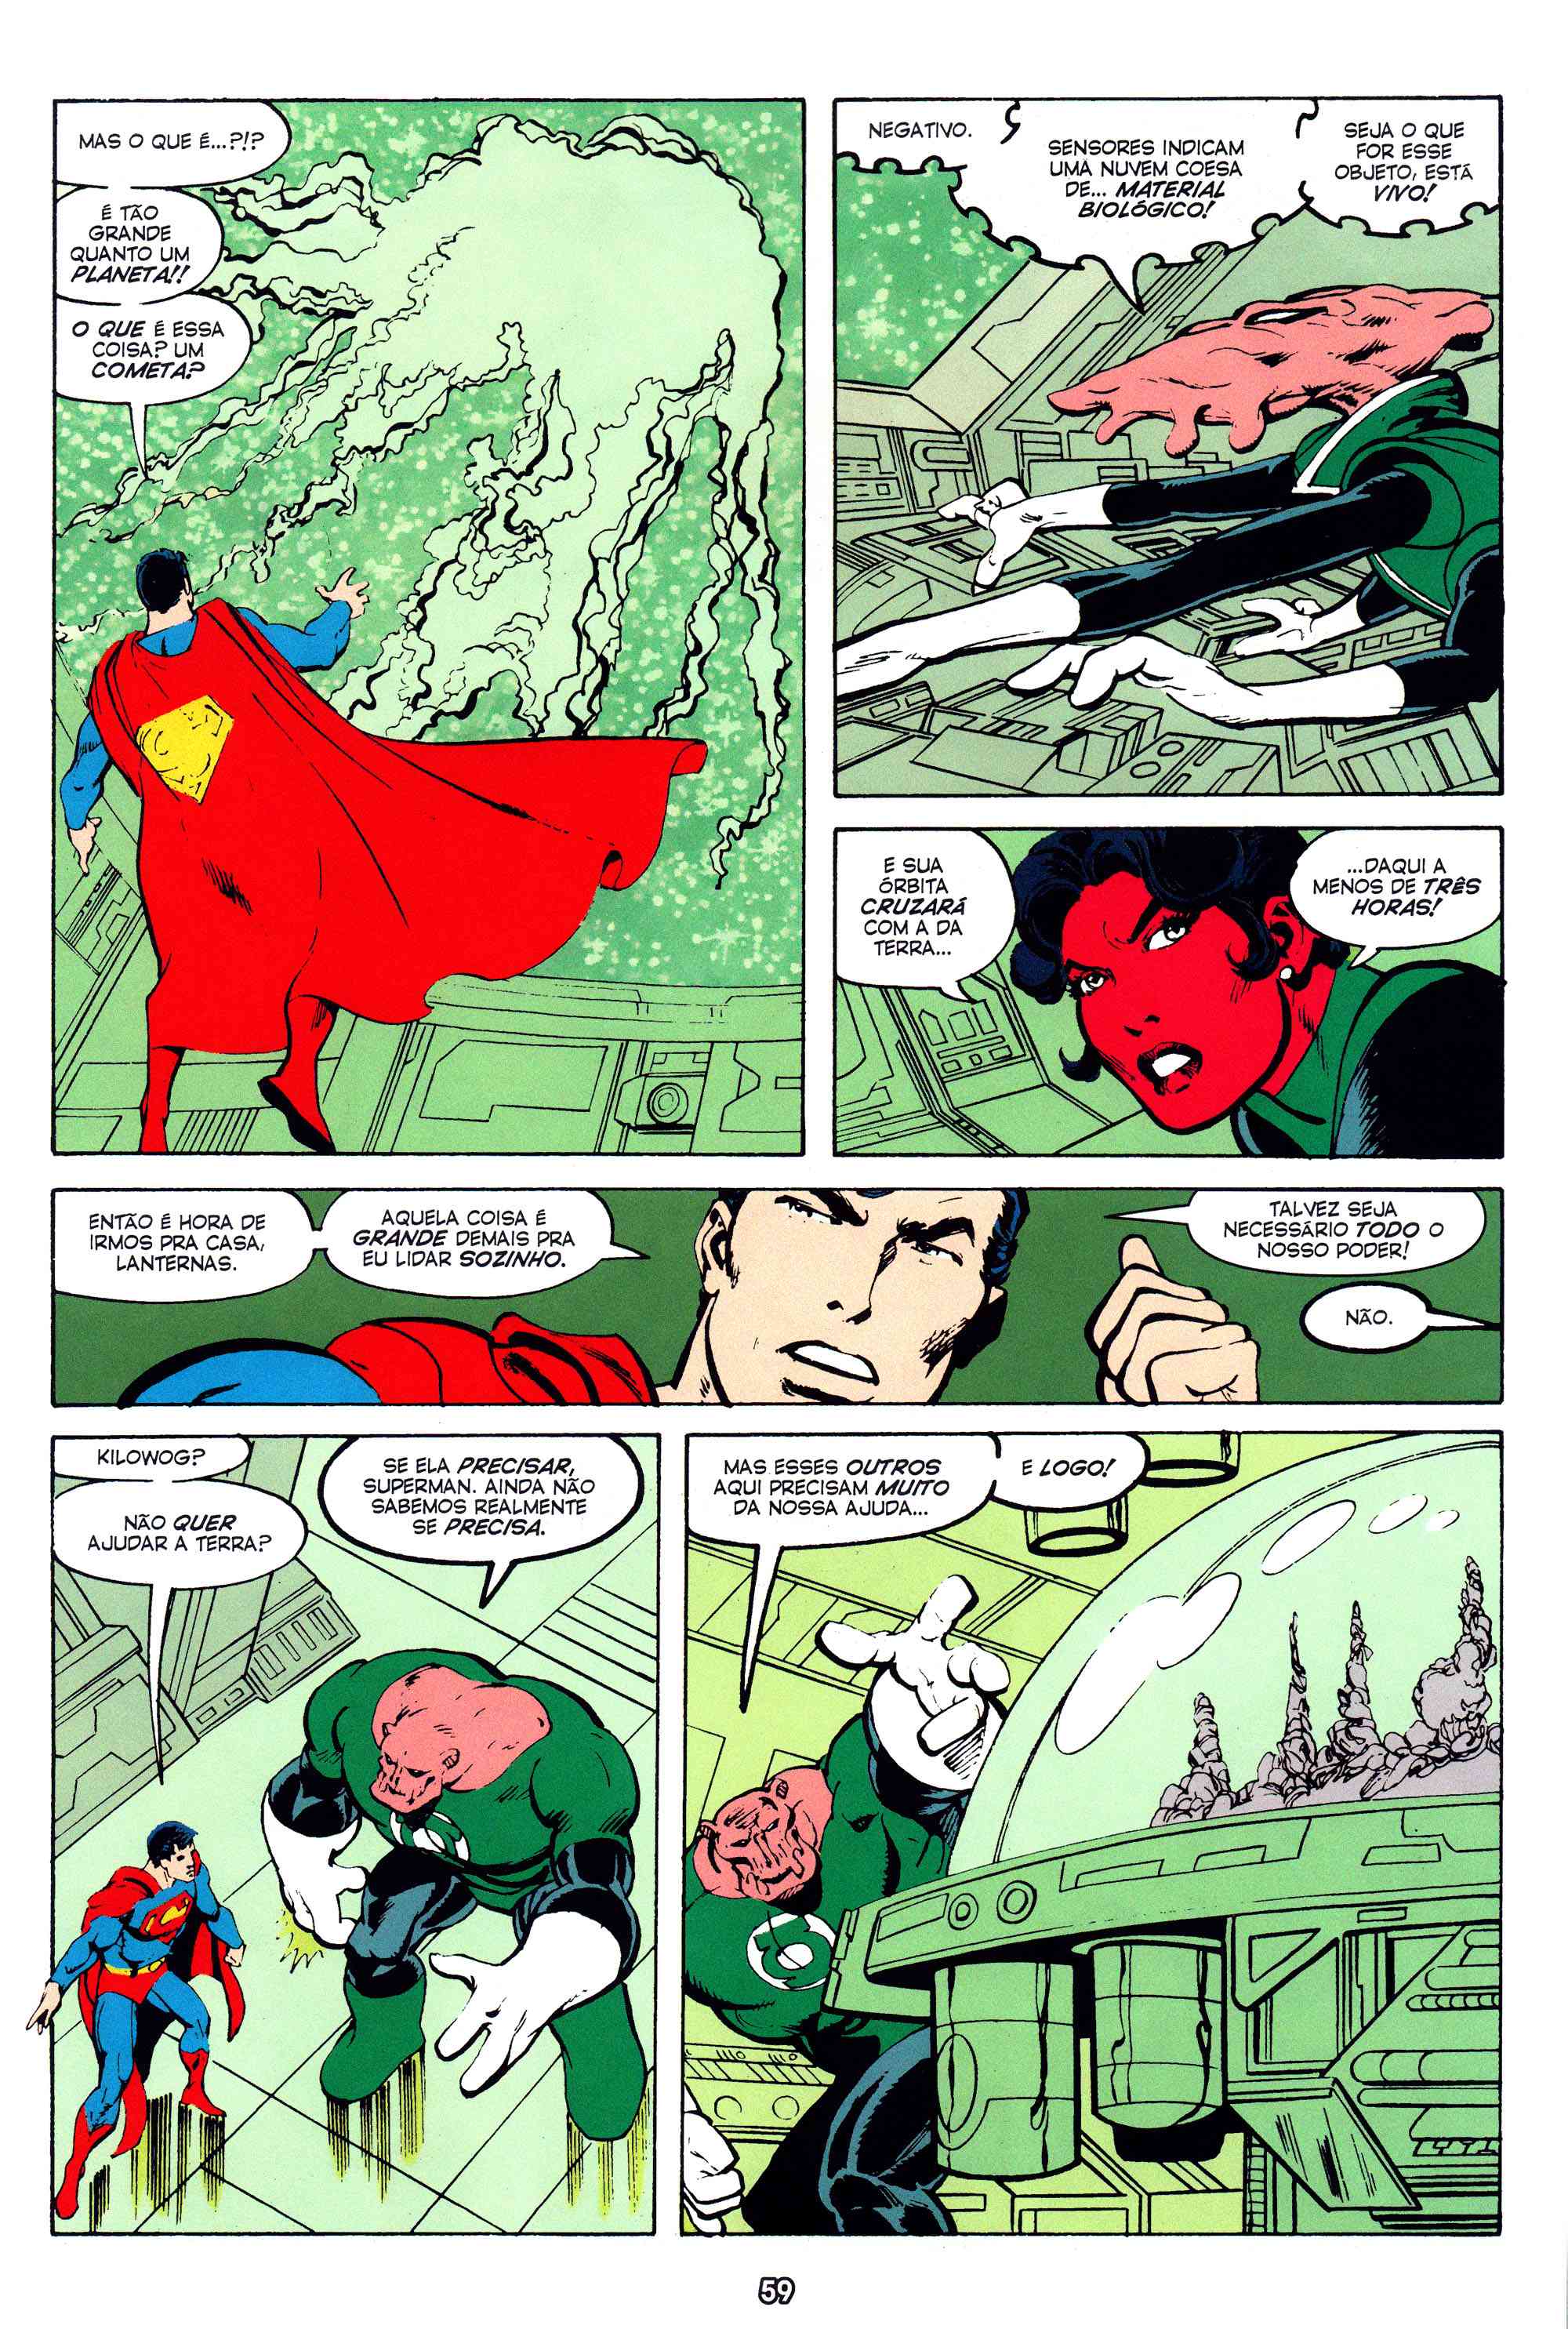 MAS O QUE É...?!?
É TÃO
GRANDE
QUANTO UM
PLANETA!!
O QUE É ESSA
COISA? UM
COMETA?
NEGATIVO.
SENSORES INDICAM
UMA NUVEM COESA
DE... MATERIAL
BIOLÓGICO!
SEJA O QUE
FOR ESSE
OBJETO, ESTÁ
VIVO!
E SUA
ÓRBITA
CRUZARÁ
COM A DA
TERRA...
...DAQUI A
MENOS DE TRÊS
HORAS!
ENTÃO É HORA DE
IRMOS PRA CASA,
LANTERNAS.
AQUELA COISA É
GRANDE DEMAIS PRA
EU LIDAR SOZINHO.
TALVEZ SEJA
NECESSÁRIO TODO O
NOSSO PODER!
NÃO.
KILOWOG?
NÃO QUER
AJUDAR A TERRA?
SE ELA PRECISAR,
SUPERMAN. AINDA NÃO
SABEMOS REALMENTE
SE PRECISA.
MAS ESSES OUTROS
AQUI PRECISAM MUITO
DA NOSSA AJUDA...
E LOGO!
59